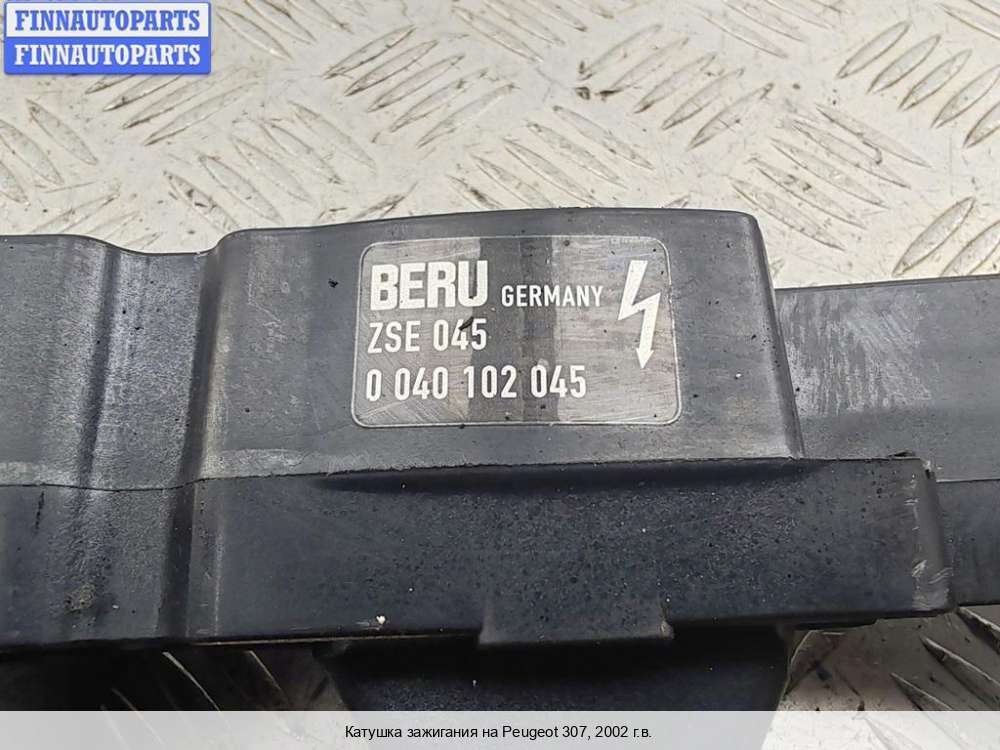 FINNAUTOPARTS
FINNAUTOPARTS
BERU GERMANY
ZSE 045
0 040 102 045
Катушка зажигания на Peugeot 307, 2002 г.в.